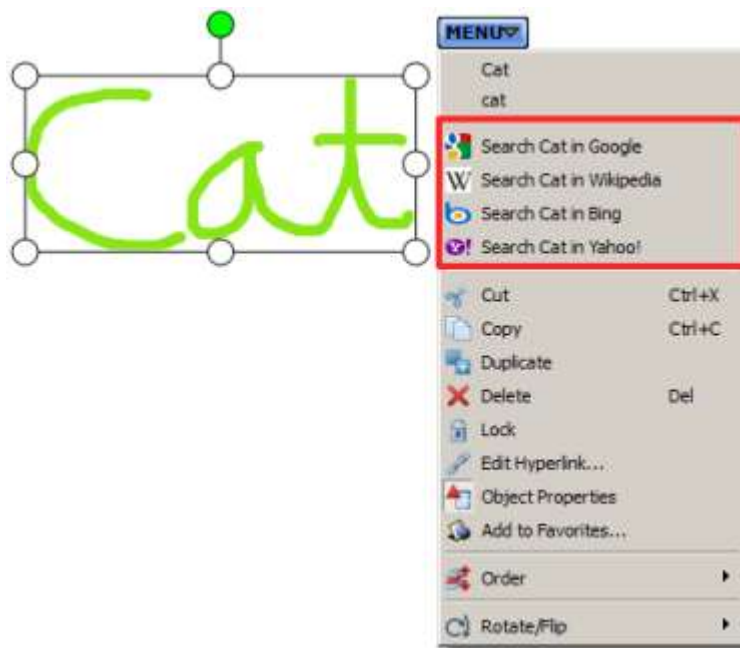 Cat
MENU
Cat
cat
Search Cat in Google
Search Cat in Wikipedia
Search Cat in Bing
Search Cat in Yahoo!
Cut Ctrl+X
Copy Ctrl+C
Duplicate
Delete Del
Lock
Edit Hyperlink...
Object Properties
Add to Favorites...
Order
Rotate/Flip